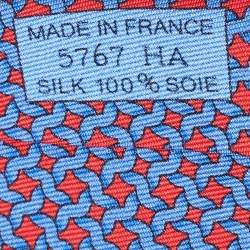 MADE IN FRANCE
5767 HA
SILK 100% SOIE